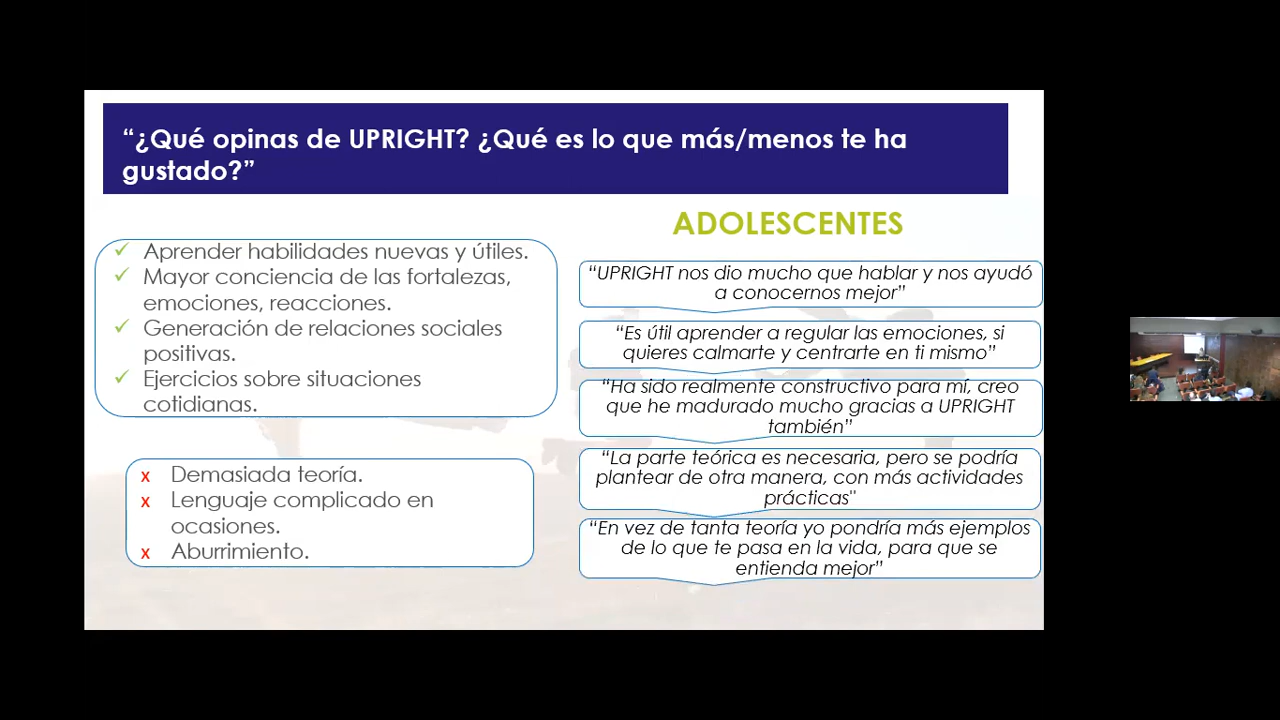 “¿Qué opinas de UPRIGHT? ¿Qué es lo que más/menos te ha
gustado?”
✓ Aprender habilidades nuevas y útiles.
✓ Mayor conciencia de las fortalezas,
emociones, reacciones.
✓ Generación de relaciones sociales
positivas.
✓ Ejercicios sobre situaciones
cotidianas.
x Demasiada teoría.
x Lenguaje complicado en
ocasiones.
x Aburrimiento.
ADOLESCENTES
“UPRIGHT nos dio mucho que hablar y nos ayudó
a conocernos mejor”
“Es útil aprender a regular las emociones, si
quieres calmarte y centrarte en ti mismo”
“Ha sido realmente constructivo para mí, creo
que he madurado mucho gracias a UPRIGHT
también”
“La parte teórica es necesaria, pero se podría
plantear de otra manera, con más actividades
prácticas"
“En vez de tanta teoría yo pondría más ejemplos
de lo que te pasa en la vida, para que se
entienda mejor”